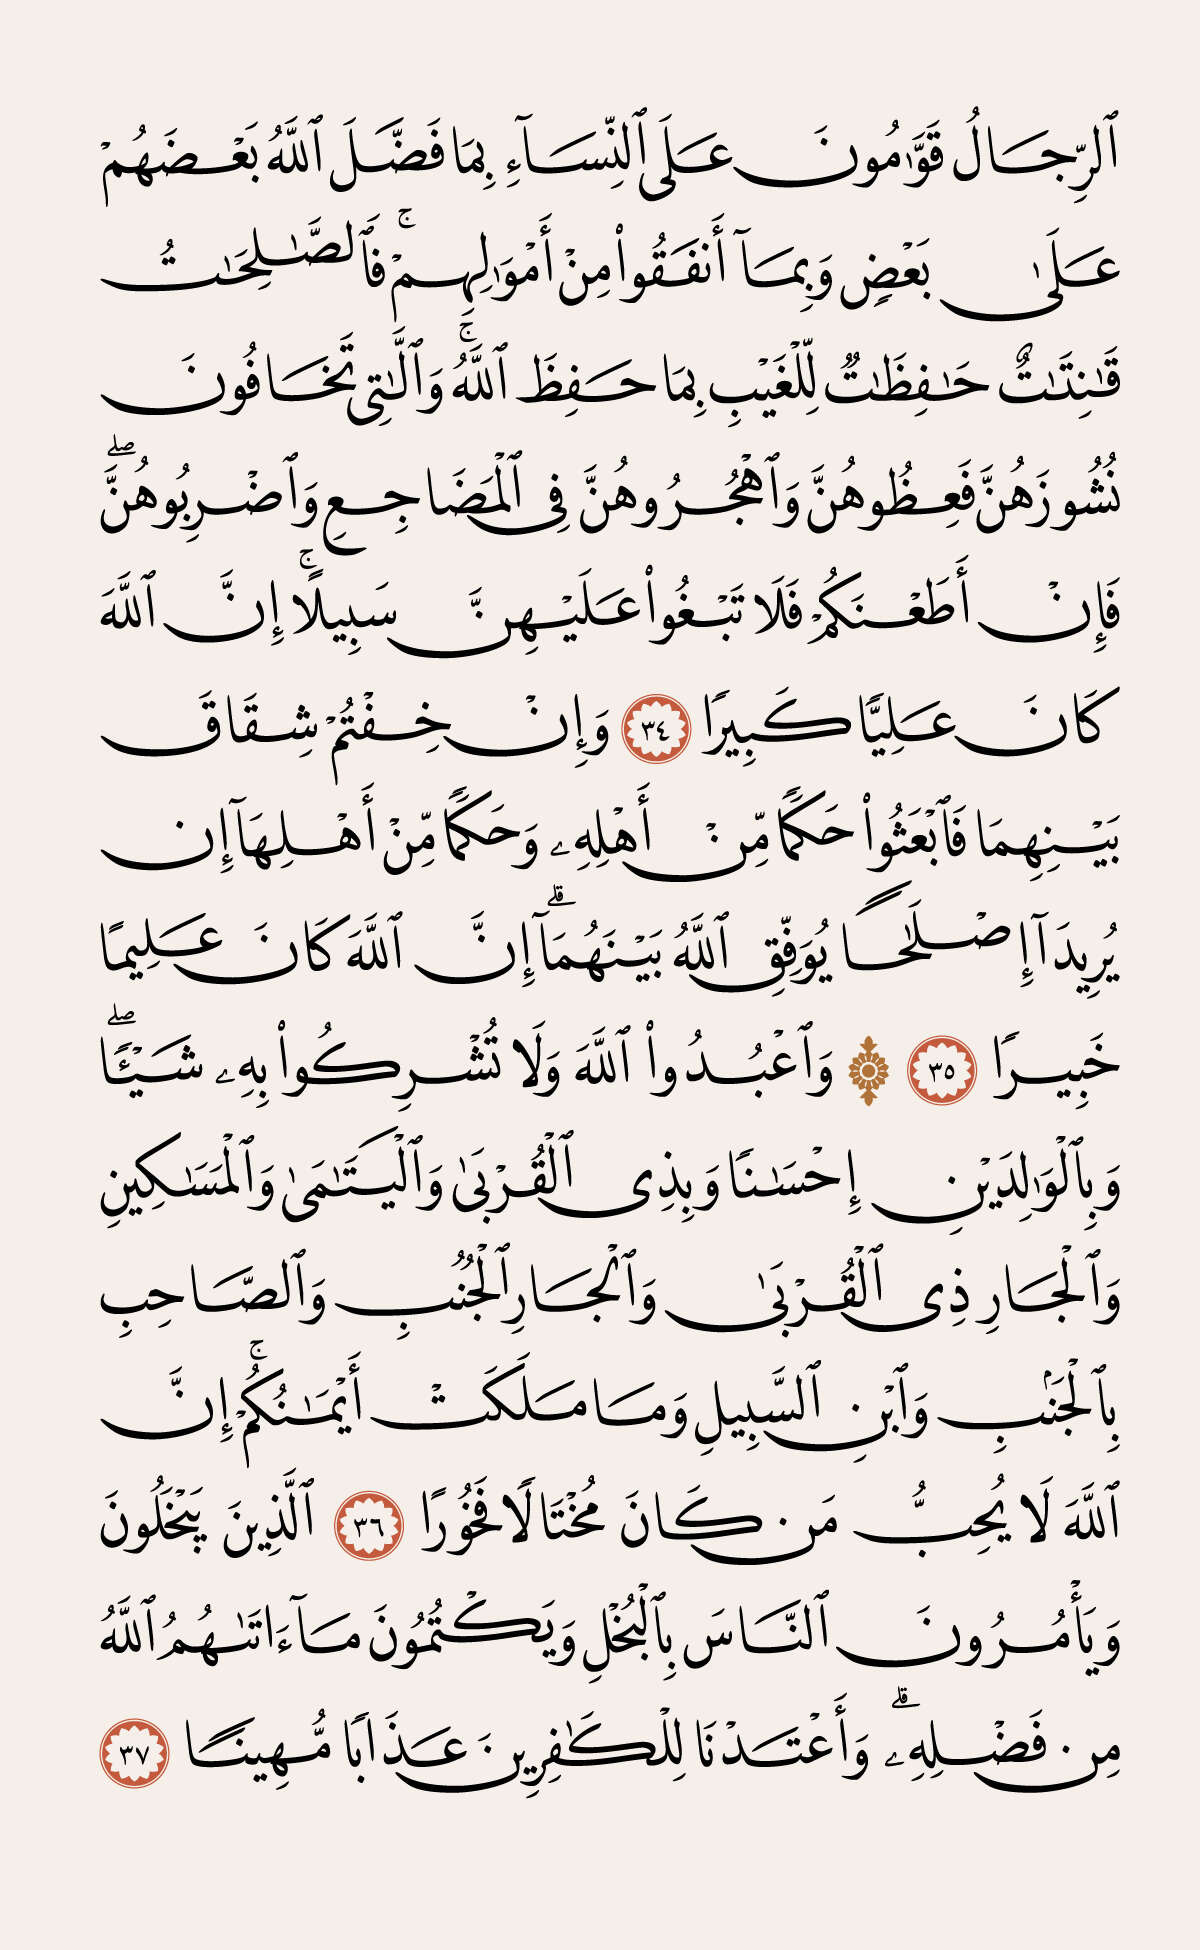 ٱلرِّجَالُ قَوَّٰمُونَ عَلَى ٱلنِّسَآءِ بِمَا فَضَّلَ ٱللَّهُ بَعۡضَهُمۡ
عَلَىٰ بَعۡضٖ وَبِمَآ أَنفَقُواْ مِنۡ أَمۡوَٰلِهِمۡۚ فَٱلصَّٰلِحَٰتُ
قَٰنِتَٰتٌ حَٰفِظَٰتٞ لِّلۡغَيۡبِ بِمَا حَفِظَ ٱللَّهُۚ وَٱلَّٰتِي تَخَافُونَ
نُشُوزَهُنَّ فَعِظُوهُنَّ وَٱهۡجُرُوهُنَّ فِي ٱلۡمَضَاجِعِ وَٱضۡرِبُوهُنَّۖ
فَإِنۡ أَطَعۡنَكُمۡ فَلَا تَبۡغُواْ عَلَيۡهِنَّ سَبِيلًاۚ إِنَّ ٱللَّهَ
كَانَ عَلِيّٗا كَبِيرٗا ٣٤ وَإِنۡ خِفۡتُمۡ شِقَاقَ
بَيۡنِهِمَا فَٱبۡعَثُواْ حَكَمٗا مِّنۡ أَهۡلِهِۦ وَحَكَمٗا مِّنۡ أَهۡلِهَآ إِن
يُرِيدَآ إِصۡلَٰحٗا يُوَفِّقِ ٱللَّهُ بَيۡنَهُمَآۗ إِنَّ ٱللَّهَ كَانَ عَلِيمًا
خَبِيرٗا ٣٥ ۞ وَٱعۡبُدُواْ ٱللَّهَ وَلَا تُشۡرِكُواْ بِهِۦ شَيۡـٔٗاۖ
وَبِٱلۡوَٰلِدَيۡنِ إِحۡسَٰنٗا وَبِذِي ٱلۡقُرۡبَىٰ وَٱلۡيَتَٰمَىٰ وَٱلۡمَسَٰكِينِ
وَٱلۡجَارِ ذِي ٱلۡقُرۡبَىٰ وَٱلۡجَارِ ٱلۡجُنُبِ وَٱلصَّاحِبِ
بِٱلۡجَنۢبِ وَٱبۡنِ ٱلسَّبِيلِ وَمَا مَلَكَتۡ أَيۡمَٰنُكُمۡۚ إِنَّ
ٱللَّهَ لَا يُحِبُّ مَن كَانَ مُخۡتَالٗا فَخُورًا ٣٦ ٱلَّذِينَ يَبۡخَلُونَ
وَيَأۡمُرُونَ ٱلنَّاسَ بِٱلۡبُخۡلِ وَيَكۡتُمُونَ مَآ ءَاتَىٰهُمُ ٱللَّهُ
مِن فَضۡلِهِۦۗ وَأَعۡتَدۡنَا لِلۡكَٰفِرِينَ عَذَابٗا مُّهِينٗا ٣٧